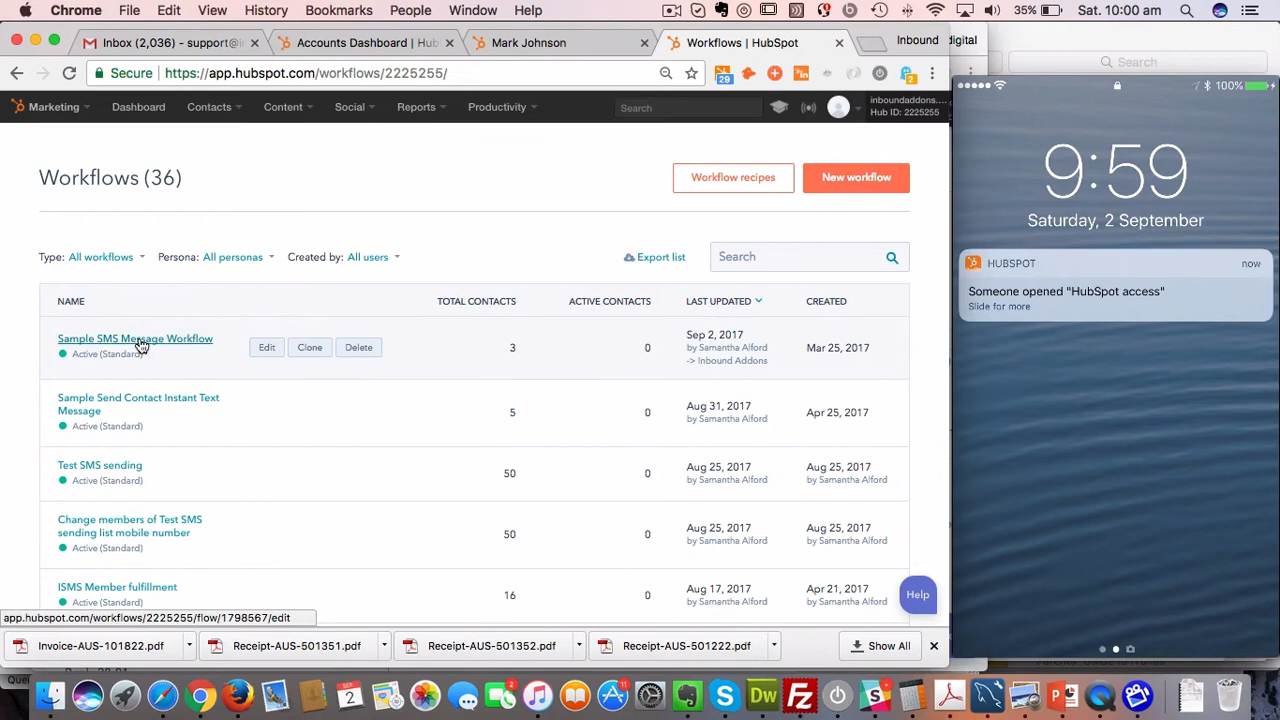 Chrome File Edit View History Bookmarks People Window Help 35% Sat. 10:00 am
Inbox (2,036) - support@i Accounts Dashboard | Hub Mark Johnson Workflows | HubSpot Inbound digital
Secure https://app.hubspot.com/workflows/2225255/ 29 2
Search
Marketing Dashboard Contacts Content Social Reports Productivity Search inboundaddons....
Hub ID: 2225255
100%
9:59
Saturday, 2 September
HUBSPOT now
Someone opened "HubSpot access"
Slide for more
Workflows (36) Workflow recipes New workflow
Type: All workflows Persona: All personas Created by: All users Export list Search
NAME TOTAL CONTACTS ACTIVE CONTACTS LAST UPDATED CREATED
Sample SMS Message Workflow
Active (Standard)
Edit Clone Delete 3 0
Sep 2, 2017
by Samantha Alford
-> Inbound Addons
Mar 25, 2017
Sample Send Contact Instant Text
Message
Active (Standard)
5 0
Aug 31, 2017
by Samantha Alford
Apr 25, 2017
Test SMS sending
Active (Standard)
50 0
Aug 25, 2017
by Samantha Alford
Aug 25, 2017
by Samantha Alford
Change members of Test SMS
sending list mobile number
Active (Standard)
50 0
Aug 25, 2017
by Samantha Alford
Aug 25, 2017
by Samantha Alford
ISMS Member fulfillment
Active (Standard)
16 0
Aug 17, 2017
by Samantha Alford
Apr 21, 2017
by Samantha Alford
Help
app.hubspot.com/workflows/2225255/flow/1798567/edit
Invoice-AUS-101822.pdf Receipt-AUS-501351.pdf Receipt-AUS-501352.pdf Receipt-AUS-501222.pdf Show All